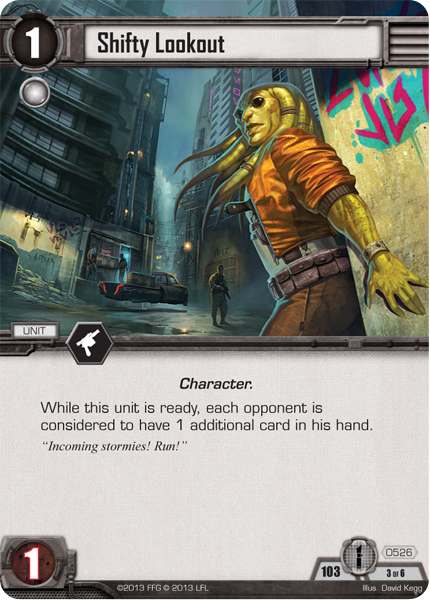 1
Shifty Lookout
UNIT
Character.
While this unit is ready, each opponent is
considered to have 1 additional card in his hand.
“Incoming stormies! Run!”
1
103
0526
3 OF 6
©2013 FFG © 2013 LFL
Illus. David Kegg